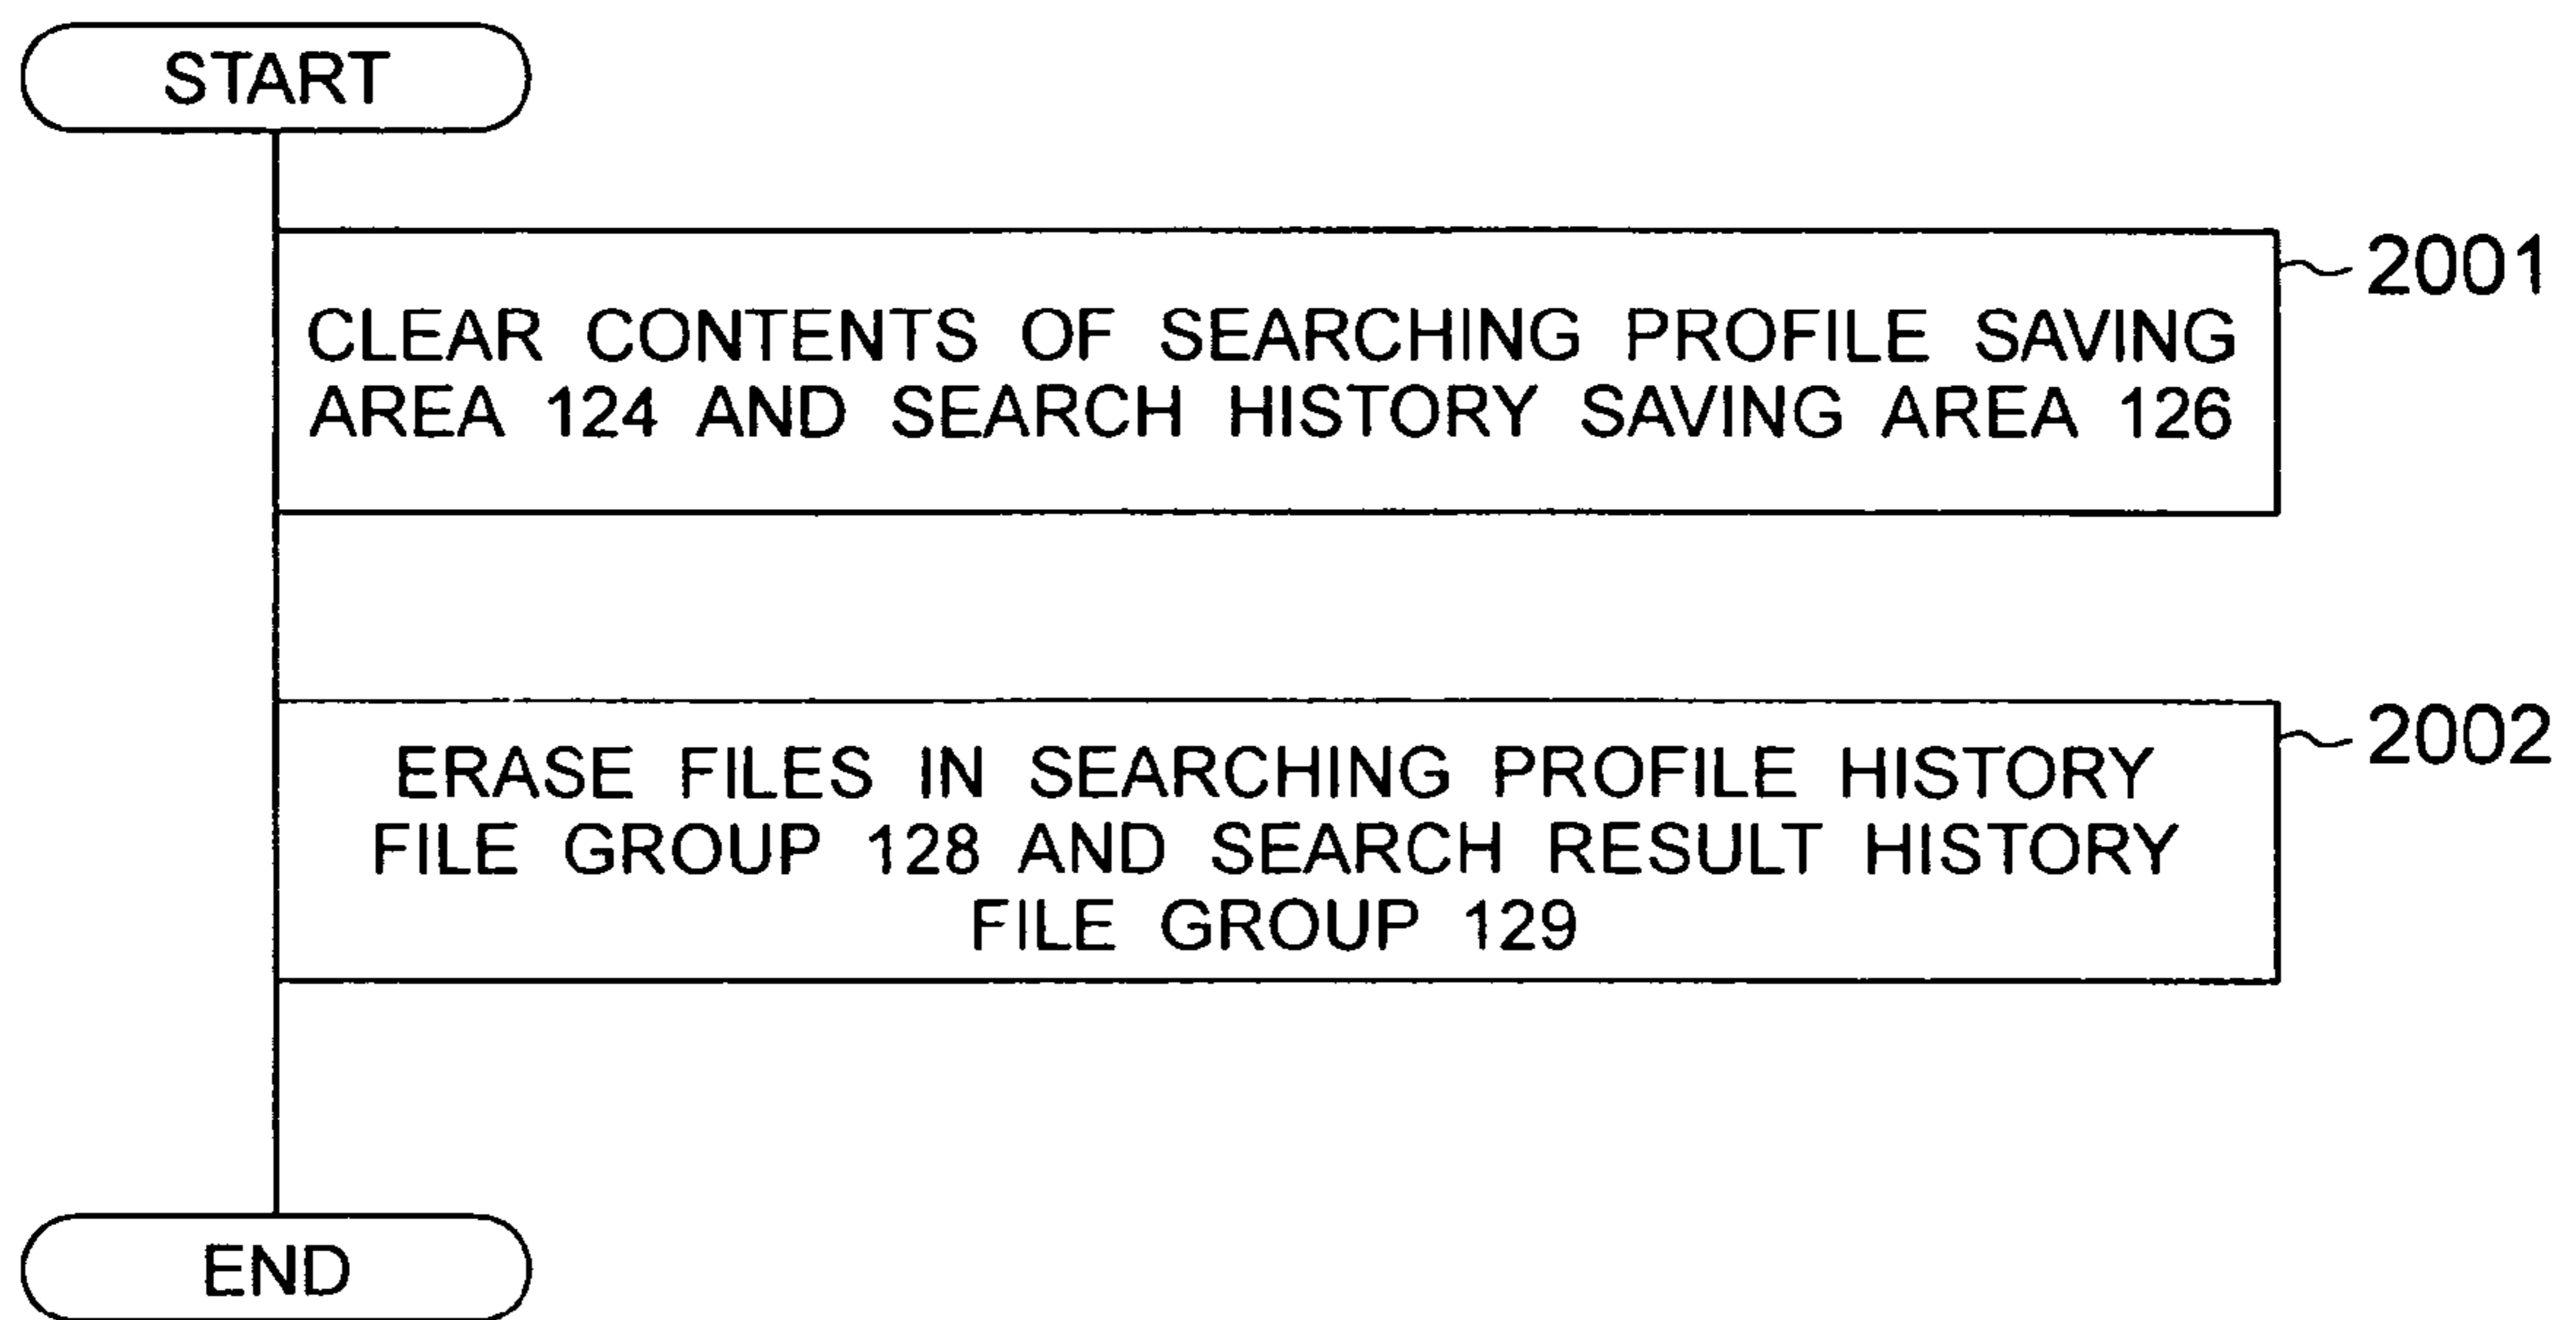 START
2001
CLEAR CONTENTS OF SEARCHING PROFILE SAVING
AREA 124 AND SEARCH HISTORY SAVING AREA 126
2002
ERASE FILES IN SEARCHING PROFILE HISTORY
FILE GROUP 128 AND SEARCH RESULT HISTORY
FILE GROUP 129
END